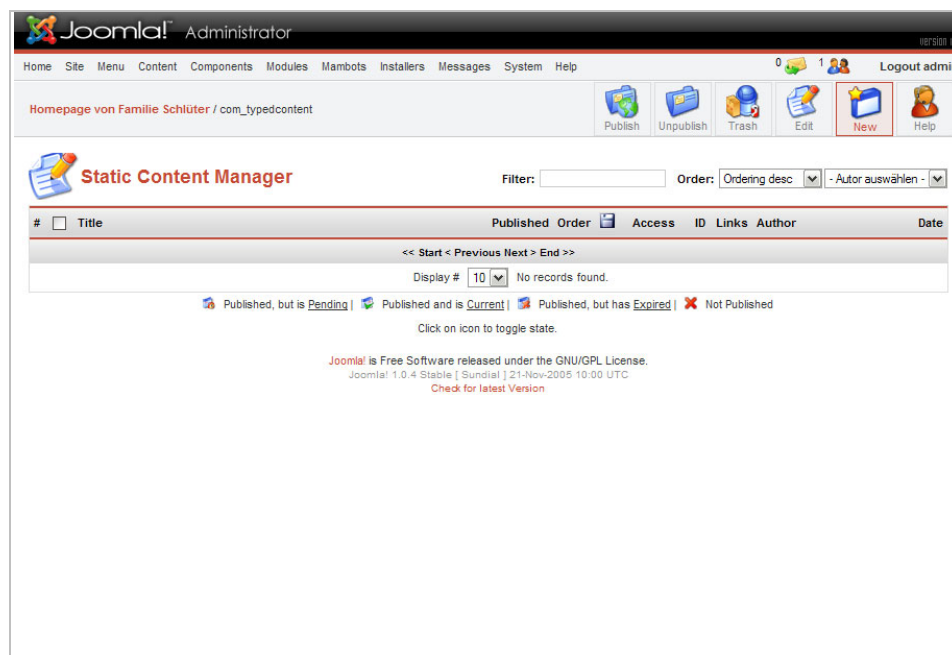 Joomla!™ Administrator
version
Home Site Menu Content Components Modules Mambots Installers Messages System Help 0 1 Logout admi
Homepage von Familie Schlüter / com_typedcontent
Publish Unpublish Trash Edit New Help
Static Content Manager Filter: Order: Ordering desc - Autor auswählen -
# Title Published Order Access ID Links Author Date
<< Start < Previous Next > End >>
Display # 10 No records found.
Published, but is Pending | Published and is Current | Published, but has Expired | Not Published
Click on icon to toggle state.
Joomla! is Free Software released under the GNU/GPL License.
Joomla! 1.0.4 Stable [ Sundial ] 21-Nov-2005 10:00 UTC
Check for latest Version